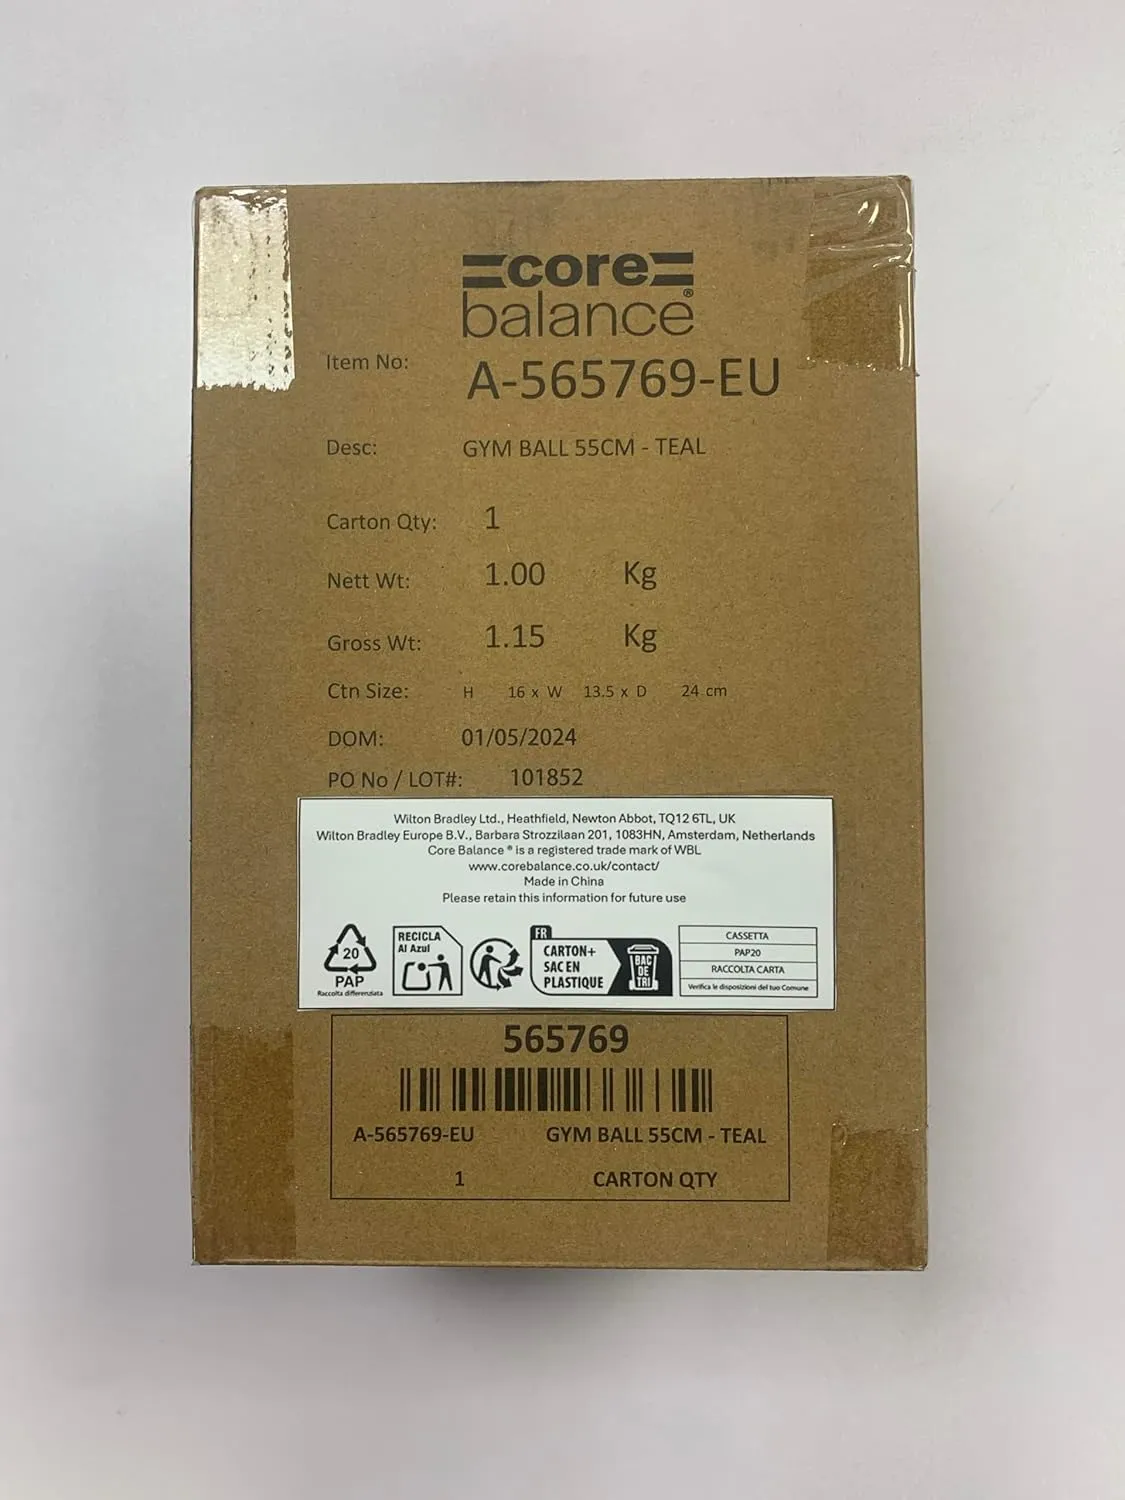 core
balance®
Item No: A-565769-EU
Desc: GYM BALL 55CM - TEAL
Carton Qty: 1
Nett Wt: 1.00 Kg
Gross Wt: 1.15 Kg
Ctn Size: H 16 x W 13.5 x D 24 cm
DOM: 01/05/2024
PO No / LOT#: 101852
Wilton Bradley Ltd., Heathfield, Newton Abbot, TQ12 6TL, UK
Wilton Bradley Europe B.V., Barbara Strozzilaan 201, 1083HN, Amsterdam, Netherlands
Core Balance ® is a registered trade mark of WBL
www.corebalance.co.uk/contact/
Made in China
Please retain this information for future use
20
PAP
Raccolta differenziata
RECICLA
Al Azul
FR
CARTON+
SAC EN
PLASTIQUE
BAC
DE
TRI
CASSETTA
PAP20
RACCOLTA CARTA
Verifica le disposizioni del tuo Comune
565769
A-565769-EU GYM BALL 55CM - TEAL
1 CARTON QTY